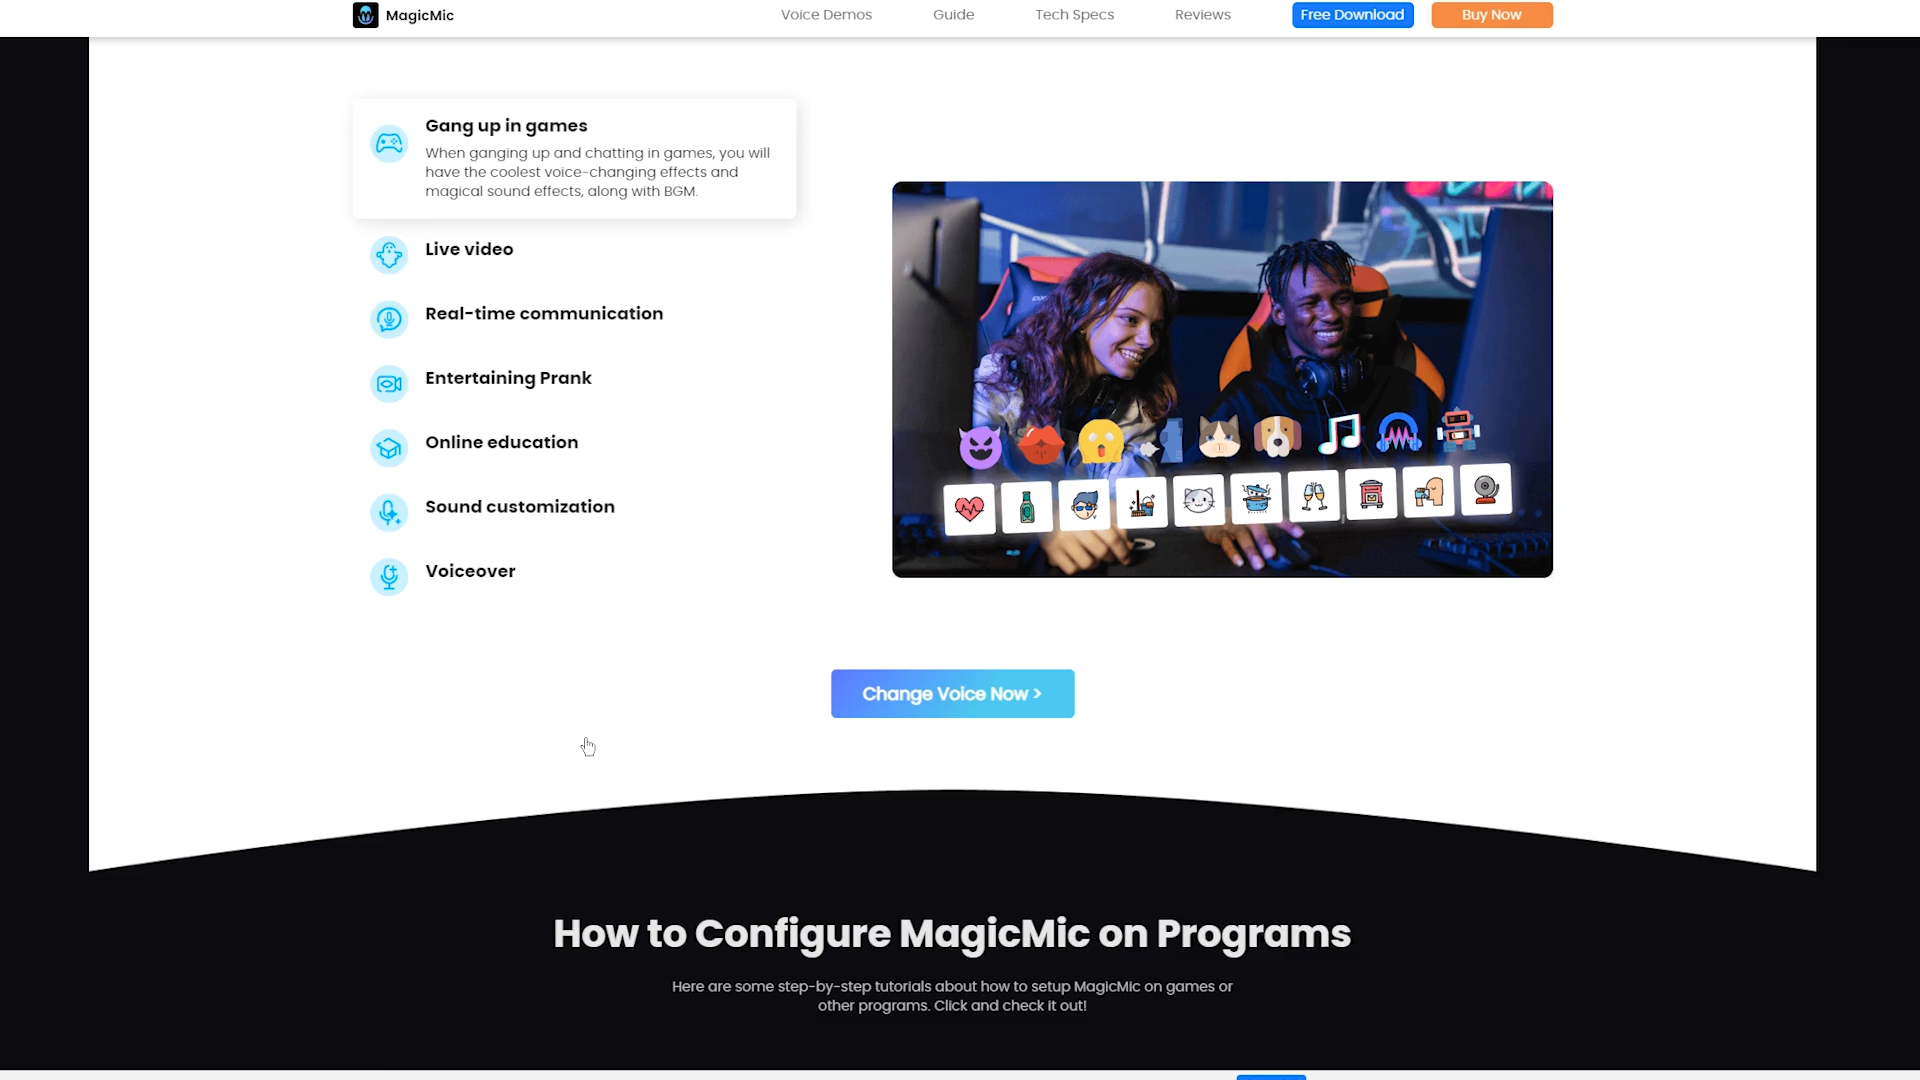 MagicMic
Voice Demos
Guide
Tech Specs
Reviews
Free Download
Buy Now
Gang up in games
When ganging up and chatting in games, you will
have the coolest voice-changing effects and
magical sound effects, along with BGM.
Live video
Real-time communication
Entertaining Prank
Online education
Sound customization
Voiceover
Change Voice Now >
How to Configure MagicMic on Programs
Here are some step-by-step tutorials about how to setup MagicMic on games or
other programs. Click and check it out!